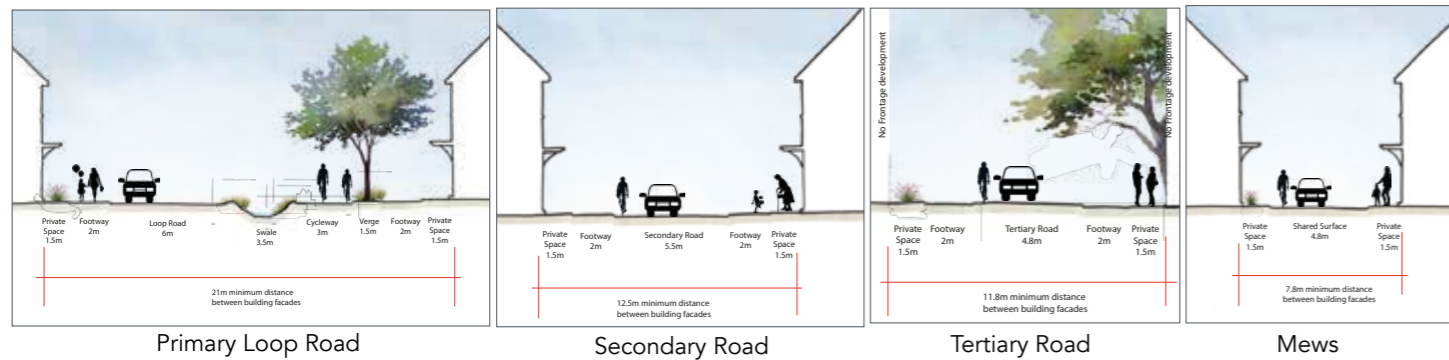 Private
Space
1.5m
Footway
2m
Loop Road
6m
Swale
3.5m
Cycleway
3m
Verge
1.5m
Footway
2m
Private
Space
1.5m
21m minimum distance
between building facades
Primary Loop Road
Private
Space
1.5m
Footway
2m
Secondary Road
5.5m
Footway
2m
Private
Space
1.5m
12.5m minimum distance
between building facades
Secondary Road
No Frontage development
No Frontage development
Private
Space
1.5m
Footway
2m
Tertiary Road
4.8m
Footway
2m
Private
Space
1.5m
11.8m minimum distance
between building facades
Tertiary Road
Private
Space
1.5m
Shared Surface
4.8m
Private
Space
1.5m
7.8m minimum distance
between building facades
Mews